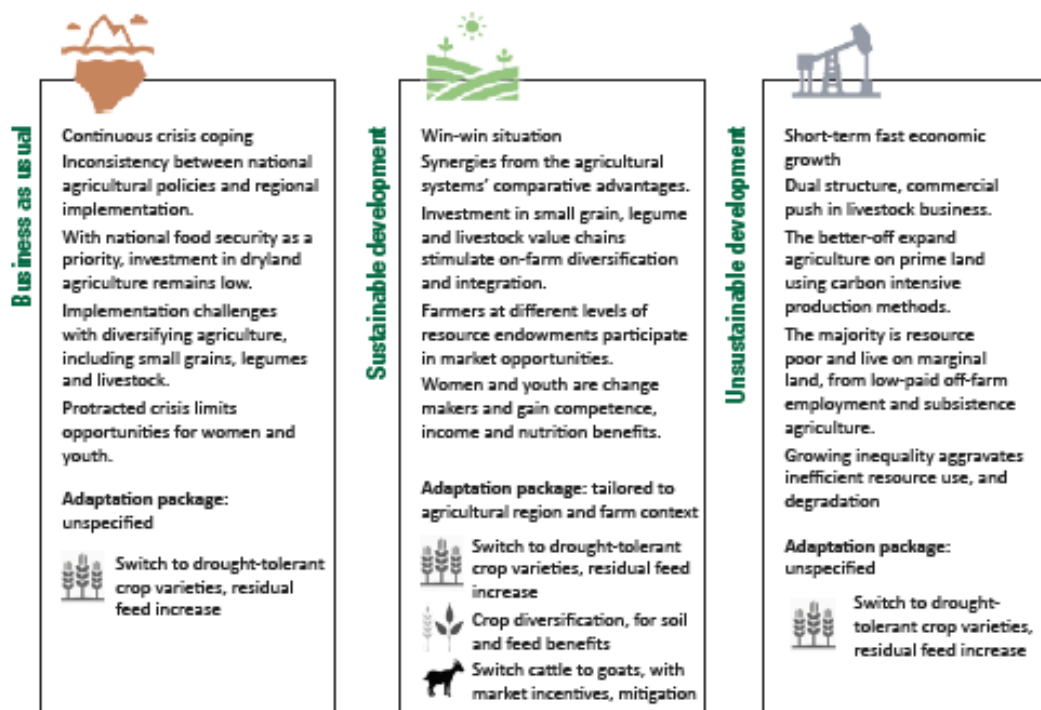 Business as usual
Continuous crisis coping
Inconsistency between national
agricultural policies and regional
implementation.
With national food security as a
priority, investment in dryland
agriculture remains low.
Implementation challenges
with diversifying agriculture,
including small grains, legumes
and livestock.
Protracted crisis limits
opportunities for women and
youth.
Adaptation package:
unspecified
Switch to drought-tolerant
crop varieties, residual
feed increase
Sustainable development
Win-win situation
Synergies from the agricultural
systems' comparative advantages.
Investment in small grain, legume
and livestock value chains
stimulate on-farm diversification
and integration.
Farmers at different levels of
resource endowments participate
in market opportunities.
Women and youth are change
makers and gain competence,
income and nutrition benefits.
Adaptation package: tailored to
agricultural region and farm context
Switch to drought-tolerant
crop varieties, residual feed
increase
Crop diversification, for soil
and feed benefits
Switch cattle to goats, with
market incentives, mitigation
Unsustainable development
Short-term fast economic
growth
Dual structure, commercial
push in livestock business.
The better-off expand
agriculture on prime land
using carbon intensive
production methods.
The majority is resource
poor and live on marginal
land, from low-paid off-farm
employment and subsistence
agriculture.
Growing inequality aggravates
inefficient resource use, and
degradation
Adaptation package:
unspecified
Switch to drought-
tolerant crop varieties,
residual feed increase